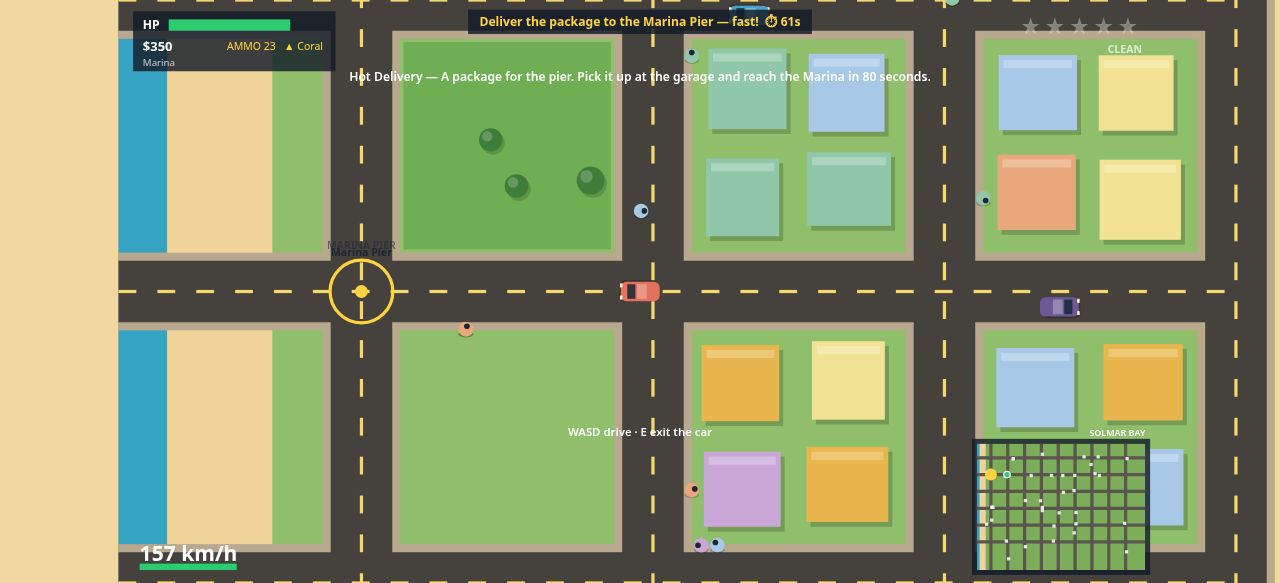 HP
$350
AMMO 23 ▲ Coral
Marina
Deliver the package to the Marina Pier — fast! ⏱ 61s
★★★★★
CLEAN
Hot Delivery — A package for the pier. Pick it up at the garage and reach the Marina in 80 seconds.
MARINA PIER
Marina Pier
WASD drive · E exit the car
SOLMAR BAY
157 km/h